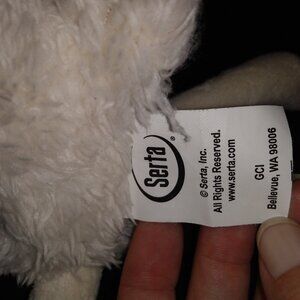 Serta®
© Serta, Inc.
All Rights Reserved.
www.serta.com
GCI
Bellevue, WA 98006